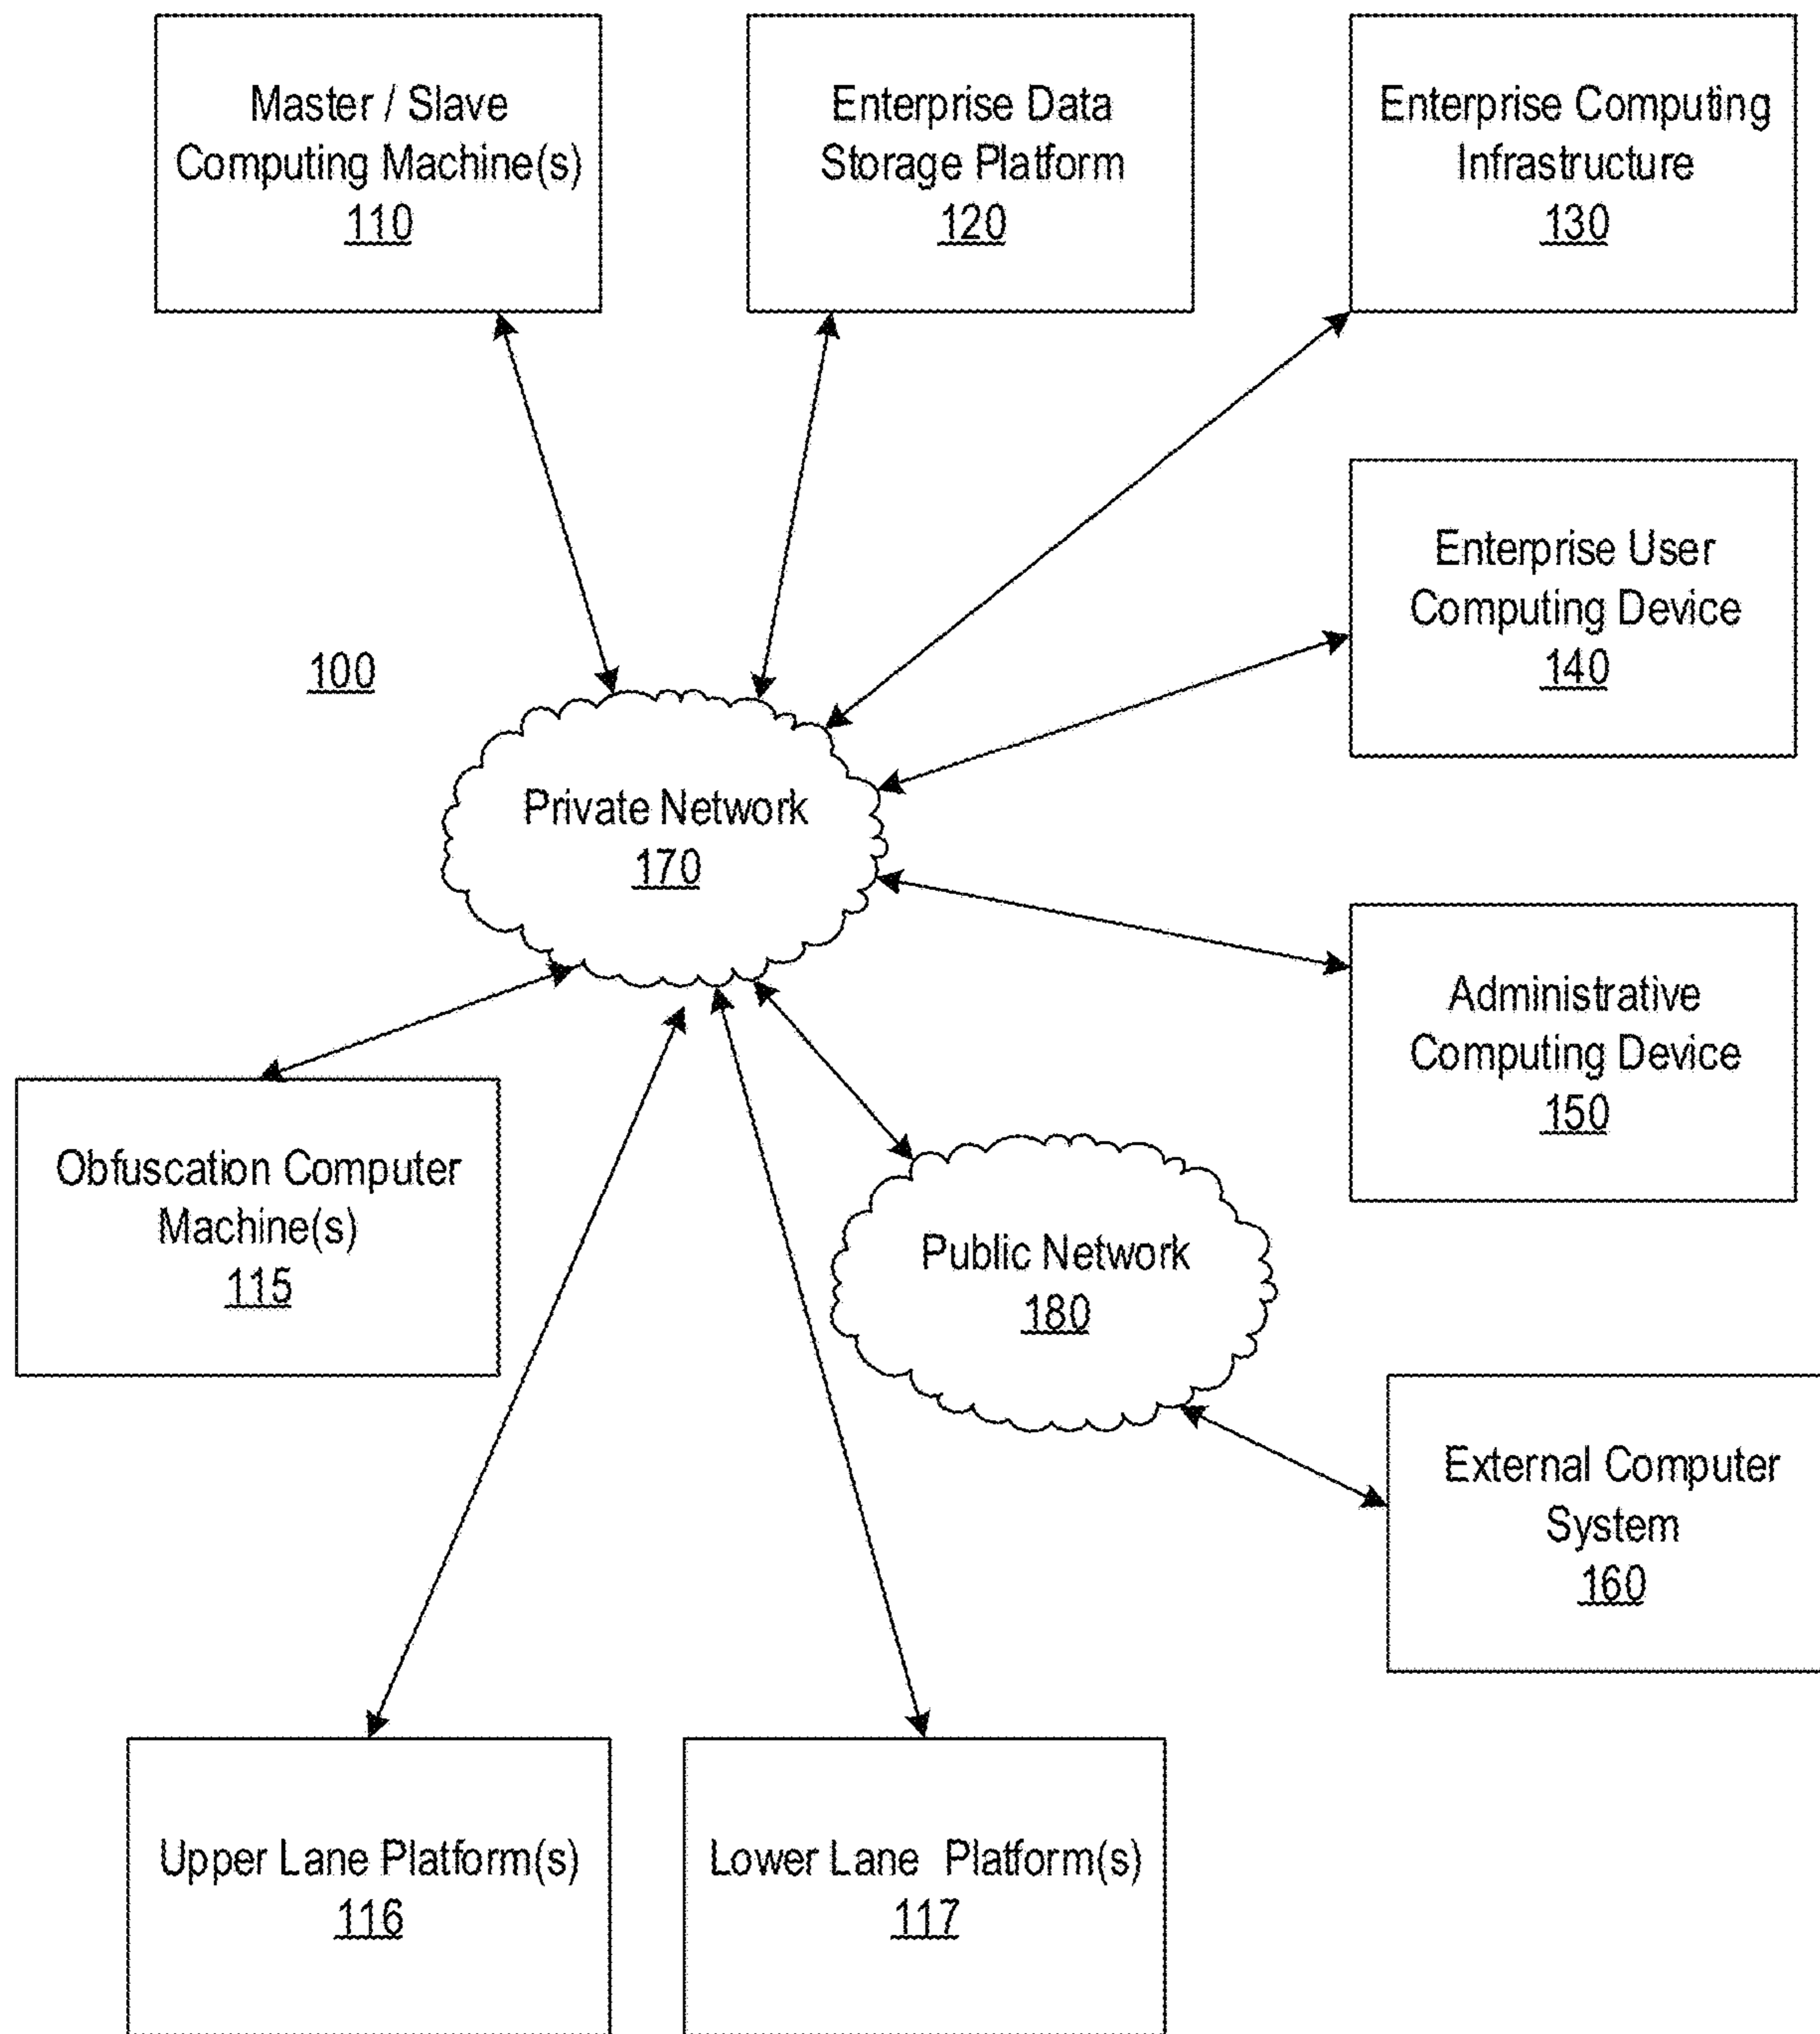 Master / Slave
Computing Machine(s)
110
Enterprise Data
Storage Platform
120
Enterprise Computing
Infrastructure
130
Enterprise User
Computing Device
140
100
Private Network
170
Administrative
Computing Device
150
Obfuscation Computer
Machine(s)
115
Public Network
180
External Computer
System
160
Upper Lane Platform(s)
116
Lower Lane Platform(s)
117